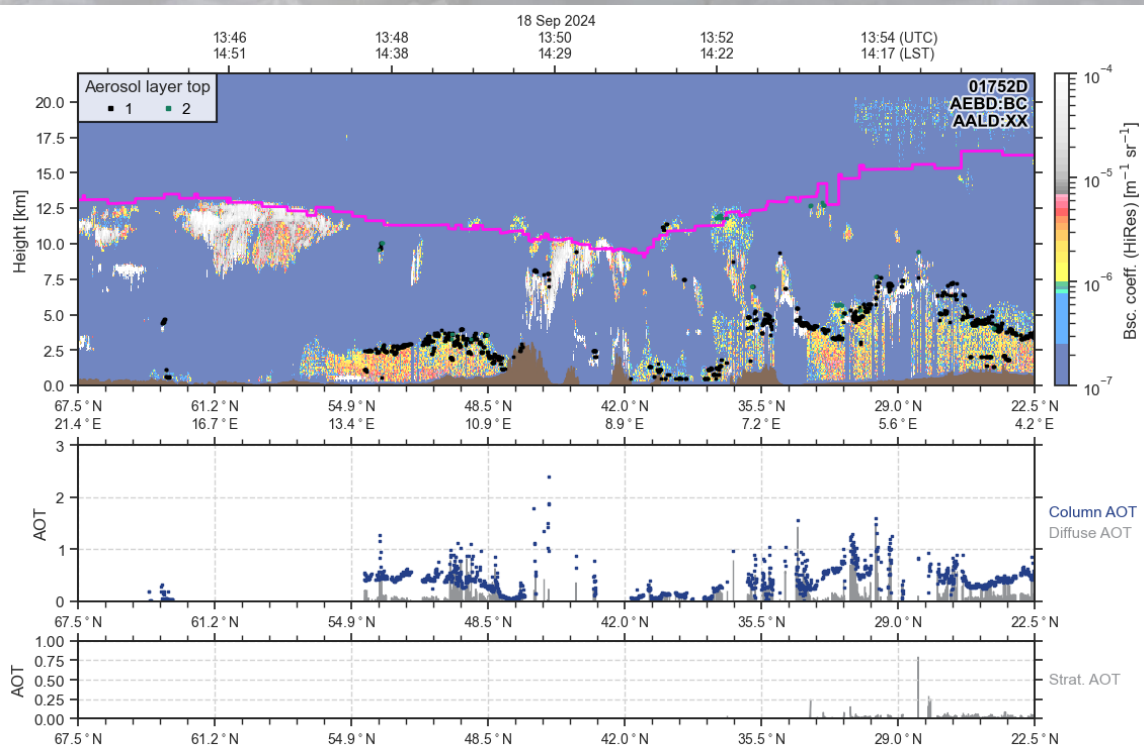 18 Sep 2024
13:46 13:48 13:50 13:52 13:54 (UTC)
14:51 14:38 14:29 14:22 14:17 (LST)
Aerosol layer top
1 2
01752D
AEBD:BC
AALD:XX
20.0
17.5
15.0
12.5
10.0
7.5
5.0
2.5
0.0
Height [km]
10⁻⁴
10⁻⁵
10⁻⁶
10⁻⁷
Bsc. coeff. (HiRes) [m⁻¹ sr⁻¹]
67.5°N 61.2°N 54.9°N 48.5°N 42.0°N 35.5°N 29.0°N 22.5°N
21.4°E 16.7°E 13.4°E 10.9°E 8.9°E 7.2°E 5.6°E 4.2°E
3
2
1
0
AOT
Column AOT
Diffuse AOT
67.5°N 61.2°N 54.9°N 48.5°N 42.0°N 35.5°N 29.0°N 22.5°N
1.00
0.75
0.50
0.25
0.00
AOT
Strat. AOT
67.5°N 61.2°N 54.9°N 48.5°N 42.0°N 35.5°N 29.0°N 22.5°N